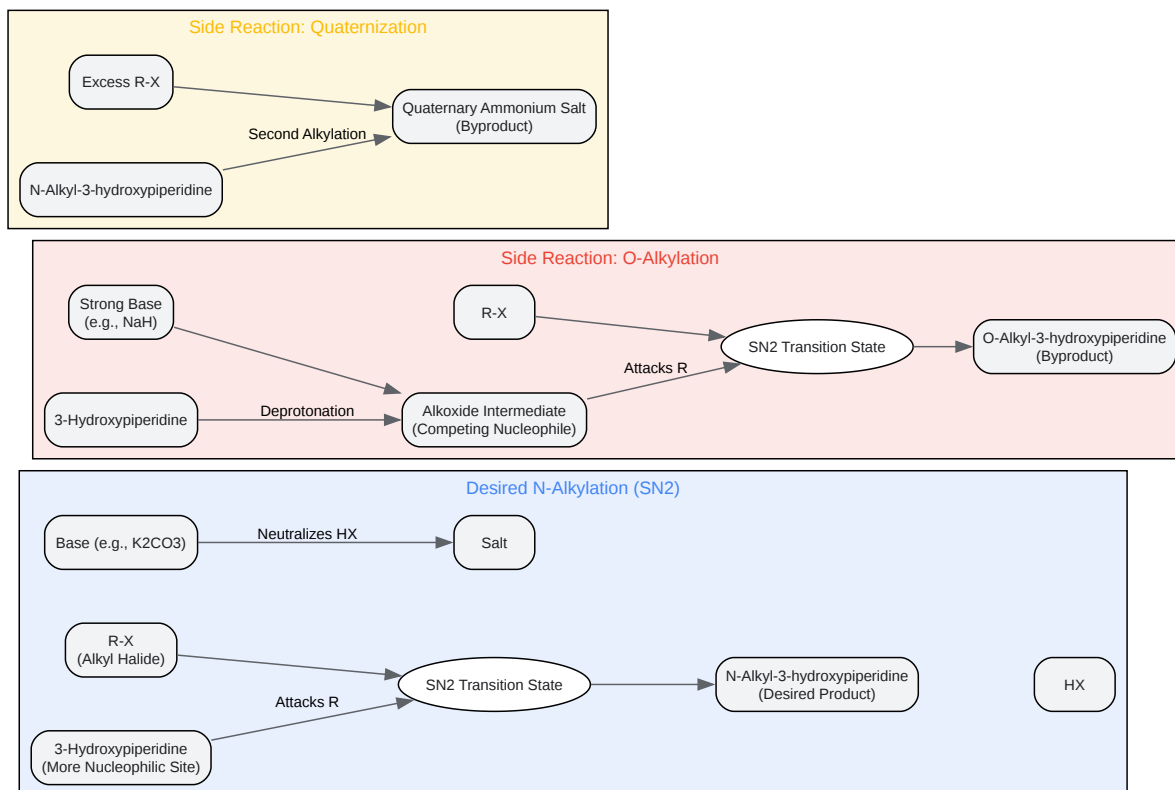 Side Reaction: Quaternization
Excess R-X
Quaternary Ammonium Salt
(Byproduct)
Second Alkylation
N-Alkyl-3-hydroxypiperidine
Side Reaction: O-Alkylation
Strong Base
(e.g., NaH)
R-X
SN2 Transition State
O-Alkyl-3-hydroxypiperidine
(Byproduct)
Attacks R
3-Hydroxypiperidine
Deprotonation
Alkoxide Intermediate
(Competing Nucleophile)
Desired N-Alkylation (SN2)
Base (e.g., K2CO3)
Neutralizes HX
Salt
R-X
(Alkyl Halide)
SN2 Transition State
N-Alkyl-3-hydroxypiperidine
(Desired Product)
HX
Attacks R
3-Hydroxypiperidine
(More Nucleophilic Site)